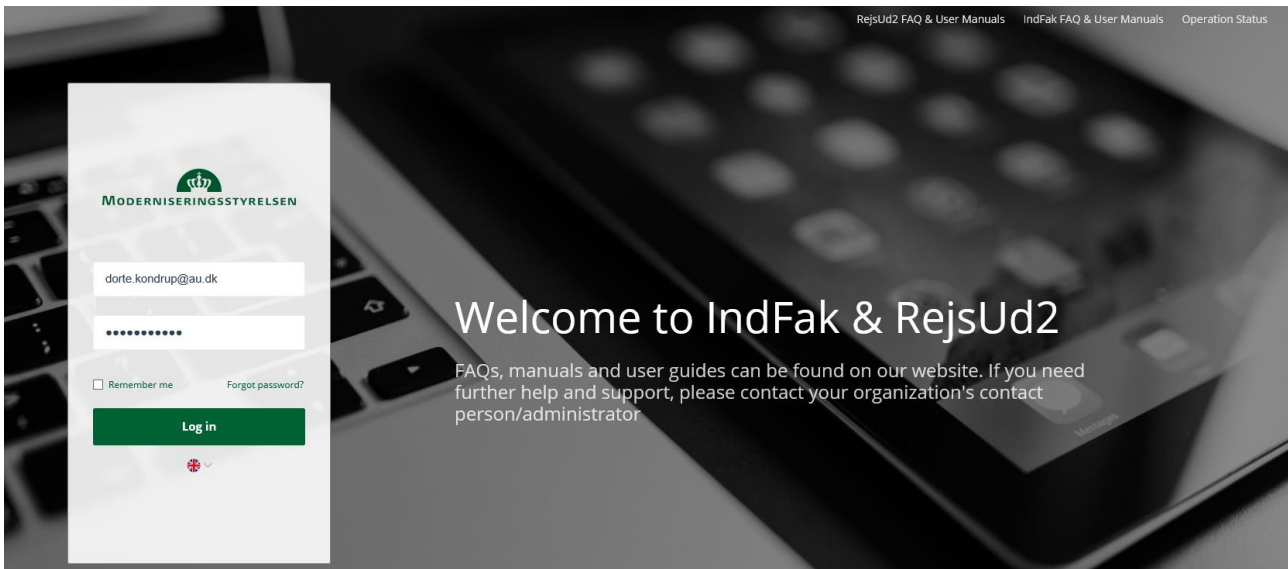 RejsUd2 FAQ & User Manuals IndFak FAQ & User Manuals Operation Status
MODERNISERINGSSTYRELSEN
dorte.kondrup@au.dk
•••••••••••
Remember me Forgot password?
Log in
Welcome to IndFak & RejsUd2
FAQs, manuals and user guides can be found on our website. If you need
further help and support, please contact your organization's contact
person/administrator
Messages